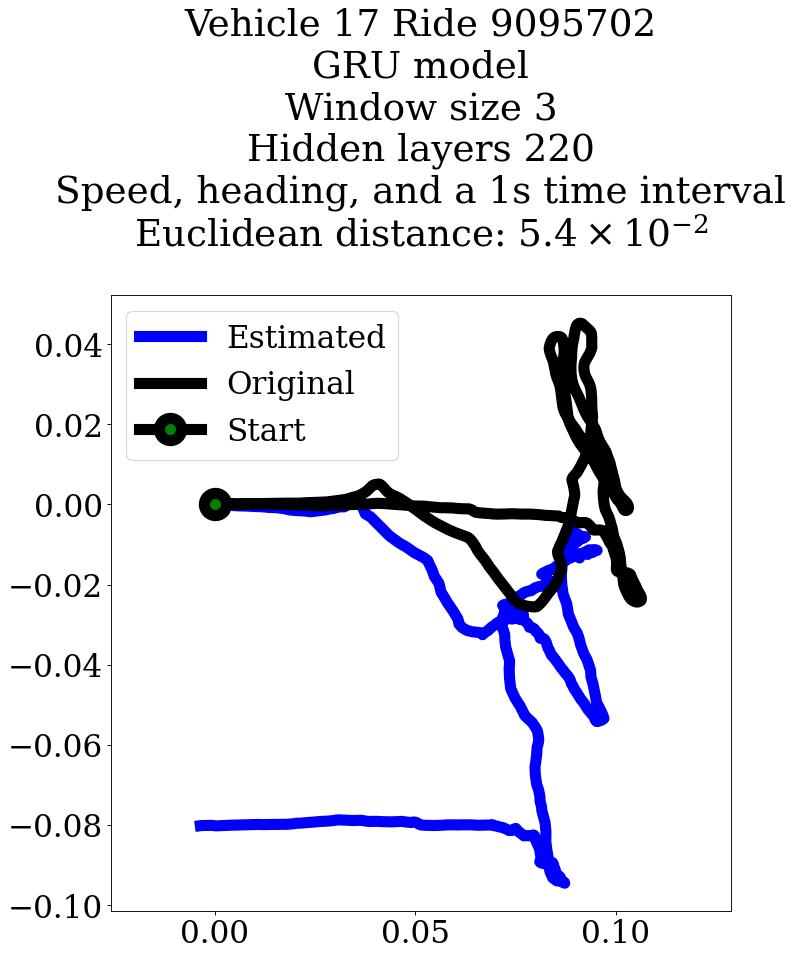 Vehicle 17 Ride 9095702
GRU model
Window size 3
Hidden layers 220
Speed, heading, and a 1s time interval
Euclidean distance: 5.4 × 10⁻²
Estimated
Original
Start
0.04
0.02
0.00
−0.02
−0.04
−0.06
−0.08
−0.10
0.00 0.05 0.10